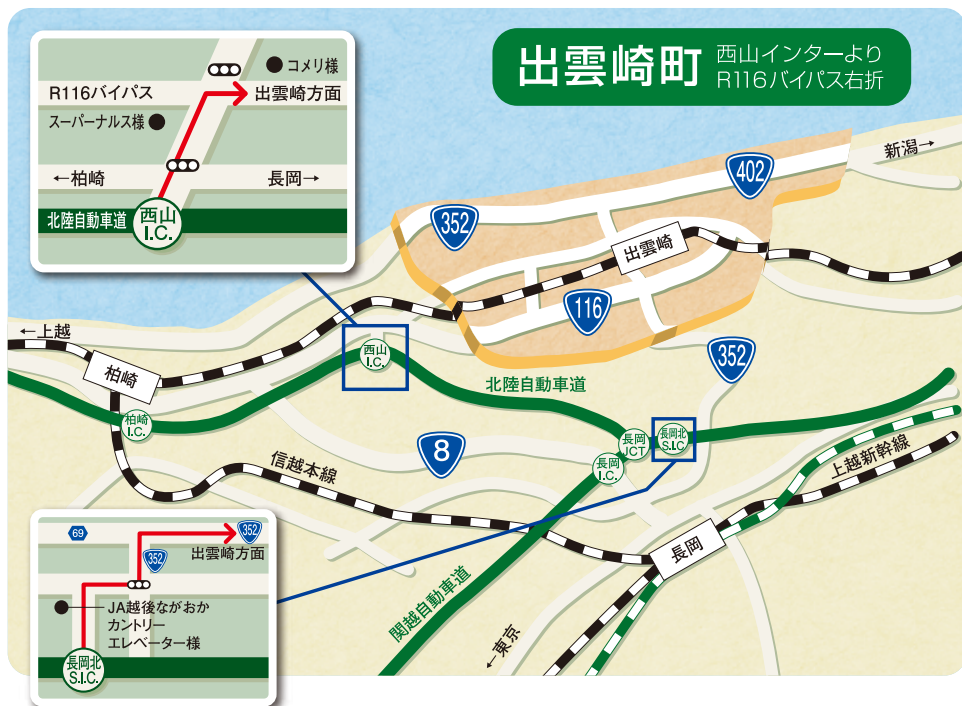 出雲崎町
西山インターより
R116バイパス右折
コメリ様
R116バイパス
出雲崎方面
スーパーナルス様
←柏崎
長岡→
北陸自動車道
西山
I.C.
新潟→
402
352
出雲崎
116
←上越
柏崎
西山
I.C.
352
北陸自動車道
柏崎
I.C.
長岡
JCT
長岡北
S.I.C
8
長岡
I.C.
信越本線
上越新幹線
長岡
関越自動車道
←東京
69
352
出雲崎方面
352
JA越後ながおか
カントリー
エレベーター様
長岡北
S.I.C.